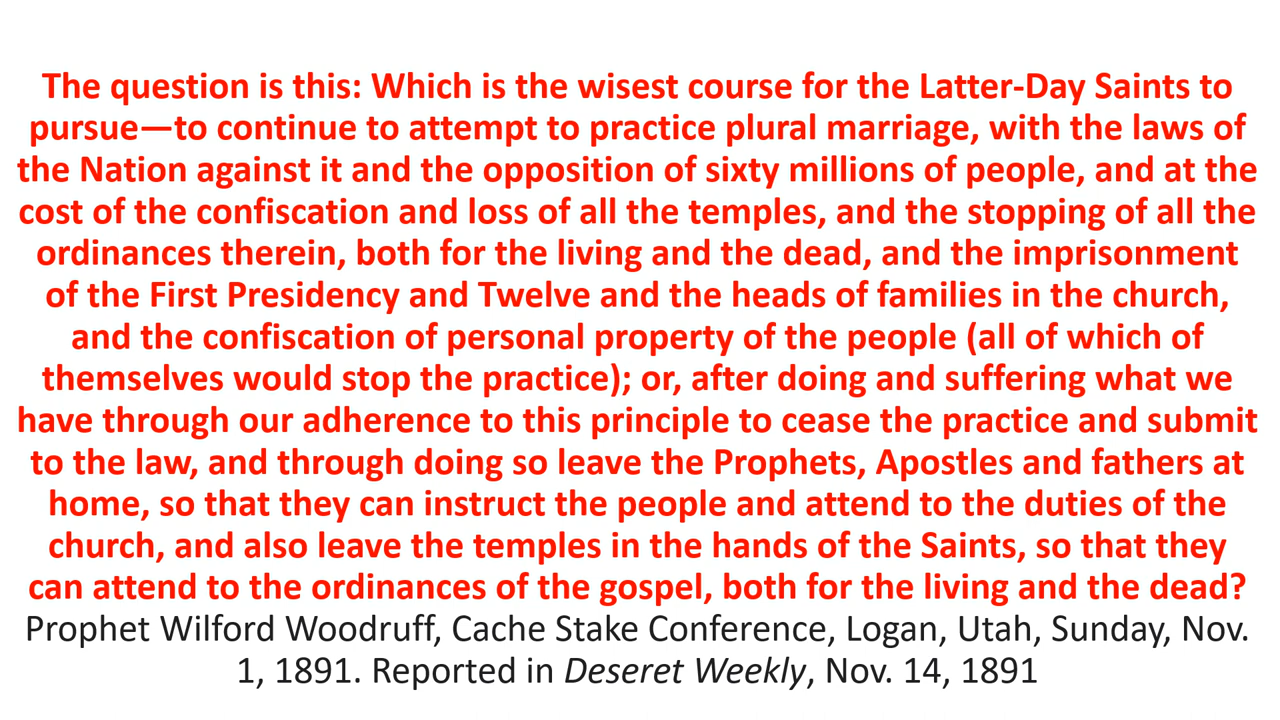 The question is this: Which is the wisest course for the Latter-Day Saints to
pursue—to continue to attempt to practice plural marriage, with the laws of
the Nation against it and the opposition of sixty millions of people, and at the
cost of the confiscation and loss of all the temples, and the stopping of all the
ordinances therein, both for the living and the dead, and the imprisonment
of the First Presidency and Twelve and the heads of families in the church,
and the confiscation of personal property of the people (all of which of
themselves would stop the practice); or, after doing and suffering what we
have through our adherence to this principle to cease the practice and submit
to the law, and through doing so leave the Prophets, Apostles and fathers at
home, so that they can instruct the people and attend to the duties of the
church, and also leave the temples in the hands of the Saints, so that they
can attend to the ordinances of the gospel, both for the living and the dead?
Prophet Wilford Woodruff, Cache Stake Conference, Logan, Utah, Sunday, Nov.
1, 1891. Reported in Deseret Weekly, Nov. 14, 1891